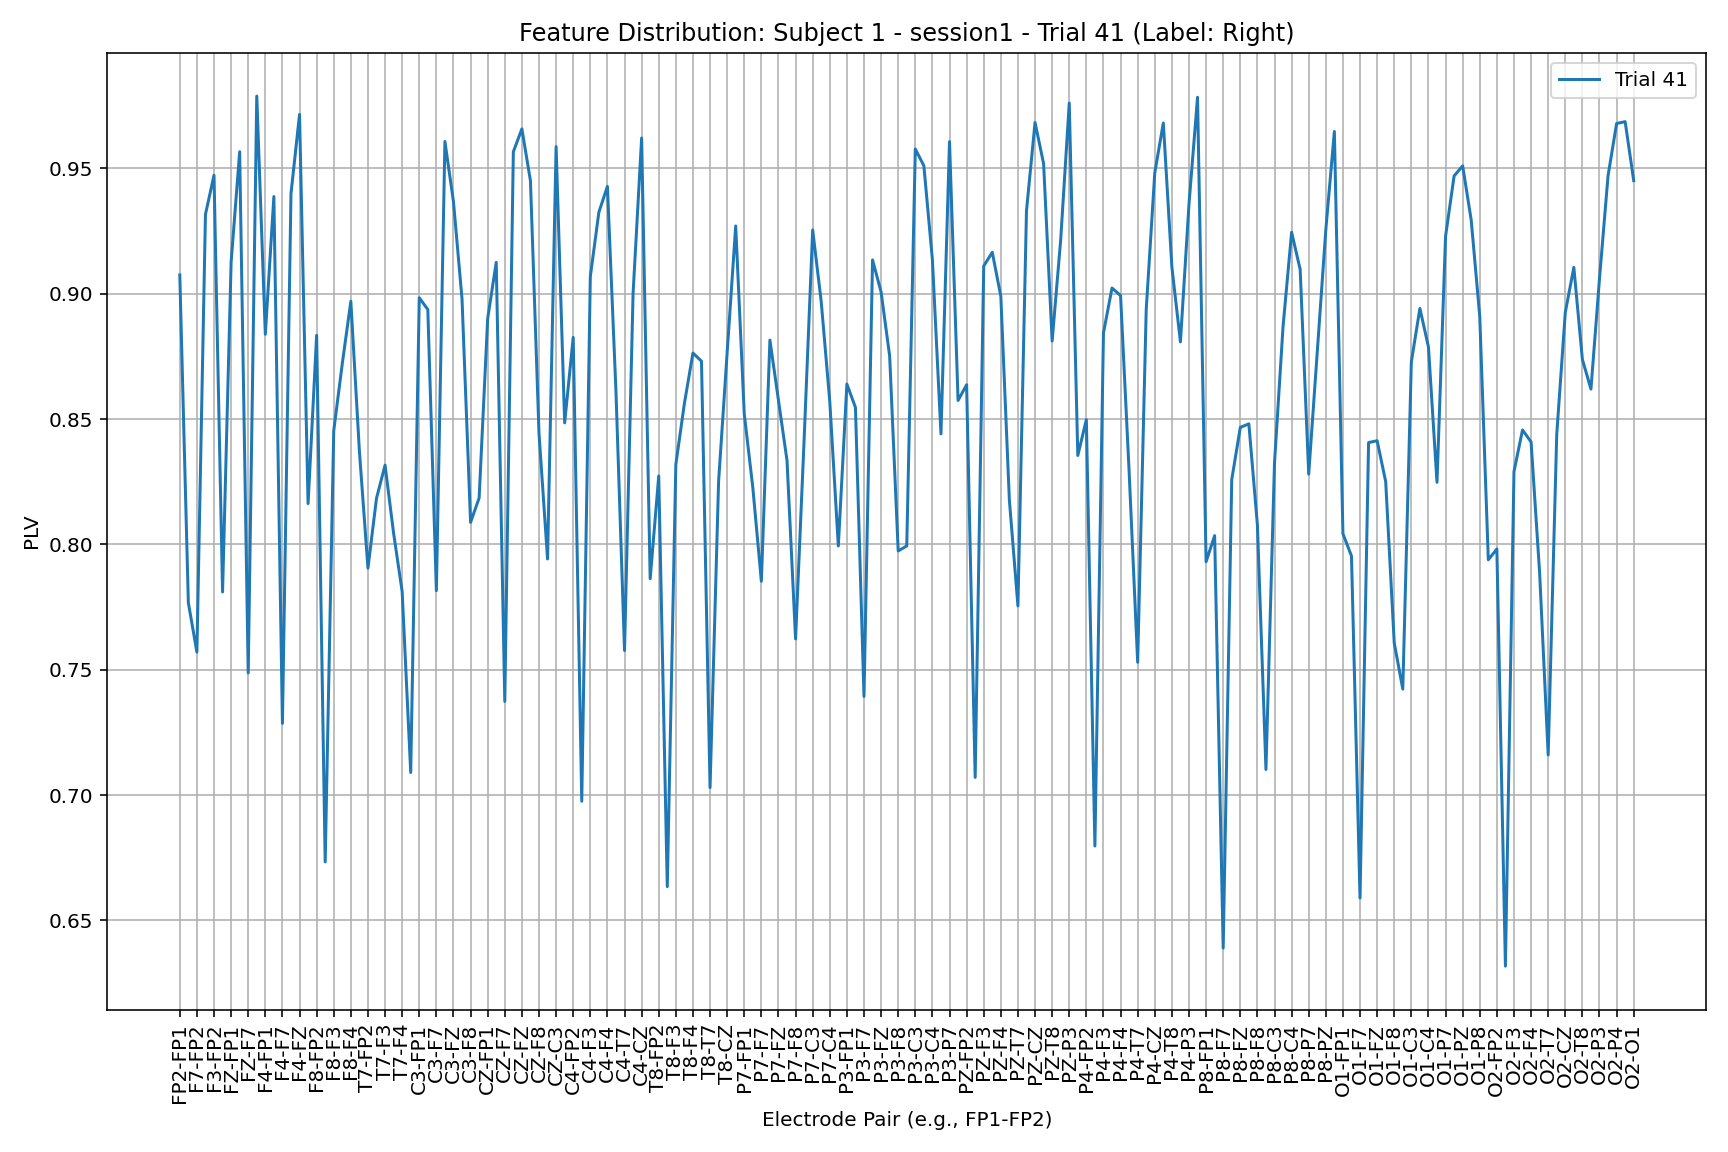 Feature Distribution: Subject 1 - session1 - Trial 41 (Label: Right)
Trial 41
0.95
0.90
0.85
0.80
0.75
0.70
0.65
PLV
FP2-FP1
F7-FP2
F3-FP2
FZ-FP1
FZ-F7
F4-FP1
F4-F7
F4-FZ
F8-FP2
F8-F3
F8-F4
T7-FP2
T7-F3
T7-F4
C3-FP1
C3-F7
C3-FZ
C3-F8
CZ-FP1
CZ-F7
CZ-FZ
CZ-F8
CZ-C3
C4-FP2
C4-F3
C4-F4
C4-T7
C4-CZ
T8-FP2
T8-F3
T8-F4
T8-T7
T8-CZ
P7-FP1
P7-F7
P7-FZ
P7-F8
P7-C3
P7-C4
P3-FP1
P3-F7
P3-FZ
P3-F8
P3-C3
P3-C4
P3-P7
PZ-FP2
PZ-F3
PZ-F4
PZ-T7
PZ-CZ
PZ-T8
PZ-P3
P4-FP2
P4-F3
P4-F4
P4-T7
P4-CZ
P4-T8
P4-P3
P8-FP1
P8-F7
P8-FZ
P8-F8
P8-C3
P8-C4
P8-P7
P8-PZ
O1-FP1
O1-F7
O1-FZ
O1-F8
O1-C3
O1-C4
O1-P7
O1-PZ
O1-P8
O2-FP2
O2-F3
O2-F4
O2-T7
O2-CZ
O2-T8
O2-P3
O2-P4
O2-O1
Electrode Pair (e.g., FP1-FP2)